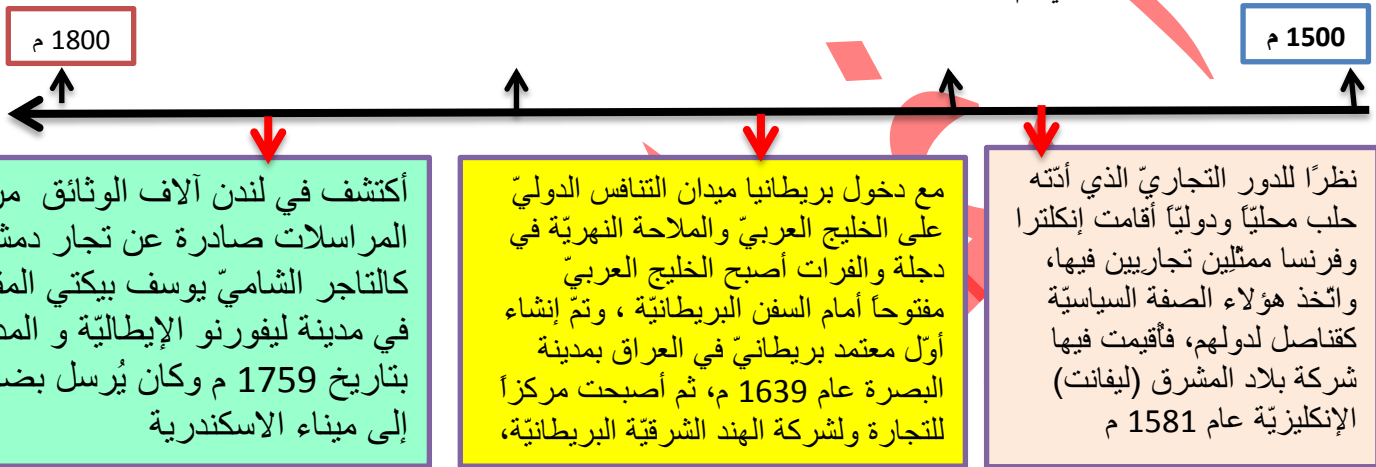 1500 م
1800 م
نظرًا للدور التجاريّ الذي أدّته
حلب محليّاً ودوليّاً أقامت إنكلترا
وفرنسا ممثّلِين تجارِيين فيها،
واتّخذ هؤلاء الصفة السياسيّة
كقناصل لدولهم، فأقيمت فيها
شركة بلاد المشرق (ليفانت)
الإنكليزيّة عام 1581 م
مع دخول بريطانيا ميدان التنافس الدوليّ
على الخليج العربيّ والملاحة النهريّة في
دجلة والفرات أصبح الخليج العربيّ
مفتوحاً أمام السفن البريطانيّة ، وتمّ إنشاء
أوّل معتمد بريطانيّ في العراق بمدينة
البصرة عام 1639 م، ثم أصبحت مركزاً
للتجارة ولشركة الهند الشرقيّة البريطانيّة،
أكتشف في لندن آلاف الوثائق
المراسلات صادرة عن تجار
كالتاجر الشاميّ يوسف بيكتي
في مدينة ليفورنو الإيطاليّة و
بتاريخ 1759 م وكان يُرسل
إلى ميناء الاسكندرية